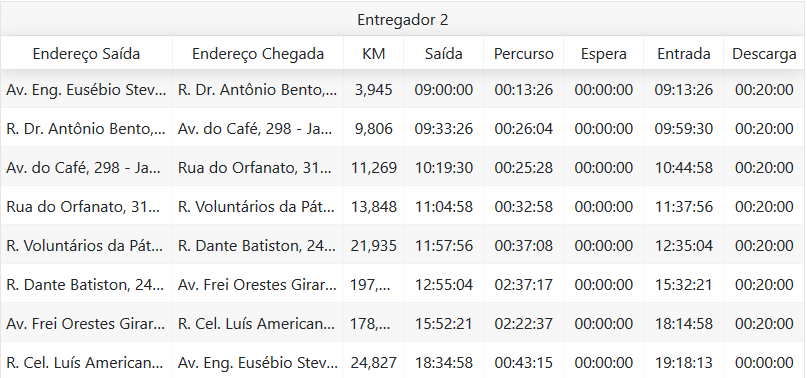 Entregador 2
Endereço Saída Endereço Chegada KM Saída Percurso Espera Entrada Descarga
Av. Eng. Eusébio Stev... R. Dr. Antônio Bento,... 3,945 09:00:00 00:13:26 00:00:00 09:13:26 00:20:00
R. Dr. Antônio Bento,... Av. do Café, 298 - Ja... 9,806 09:33:26 00:26:04 00:00:00 09:59:30 00:20:00
Av. do Café, 298 - Ja... Rua do Orfanato, 31... 11,269 10:19:30 00:25:28 00:00:00 10:44:58 00:20:00
Rua do Orfanato, 31... R. Voluntários da Pát... 13,848 11:04:58 00:32:58 00:00:00 11:37:56 00:20:00
R. Voluntários da Pát... R. Dante Batiston, 24... 21,935 11:57:56 00:37:08 00:00:00 12:35:04 00:20:00
R. Dante Batiston, 24... Av. Frei Orestes Girar... 197,... 12:55:04 02:37:17 00:00:00 15:32:21 00:20:00
Av. Frei Orestes Girar... R. Cel. Luís American... 178,... 15:52:21 02:22:37 00:00:00 18:14:58 00:20:00
R. Cel. Luís American... Av. Eng. Eusébio Stev... 24,827 18:34:58 00:43:15 00:00:00 19:18:13 00:00:00